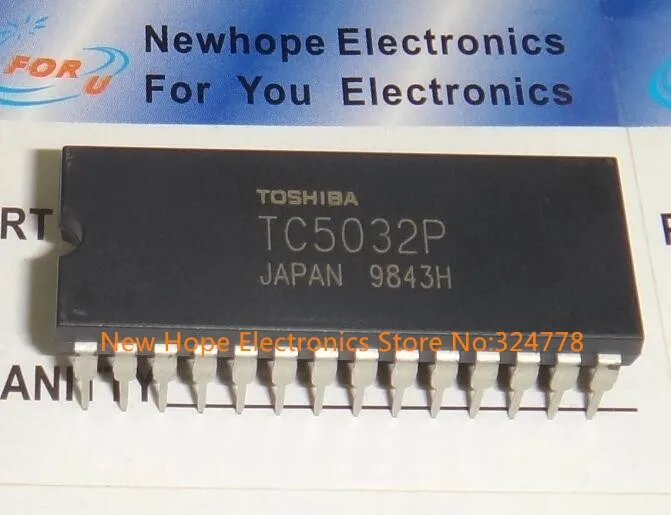 Newhope Electronics
FOR U
For You Electronics
TOSHIBA
TC5032P
JAPAN 9843H
New Hope Electronics Store No:324778